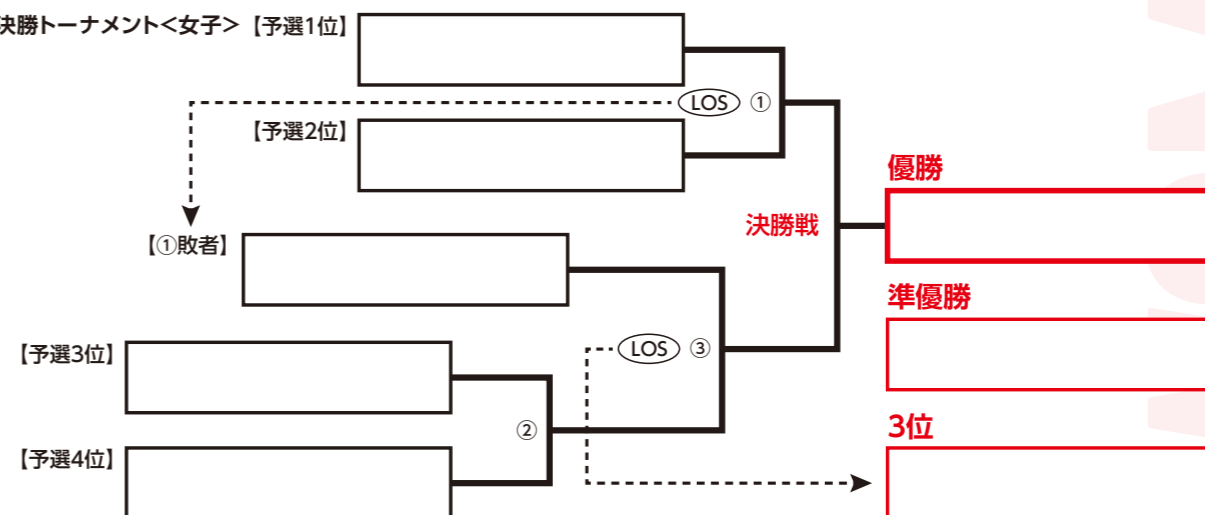 決勝トーナメント<女子>【予選1位】
LOS ①
【予選2位】
優勝
決勝戦
【①敗者】
準優勝
【予選3位】
LOS ③
3位
②
【予選4位】